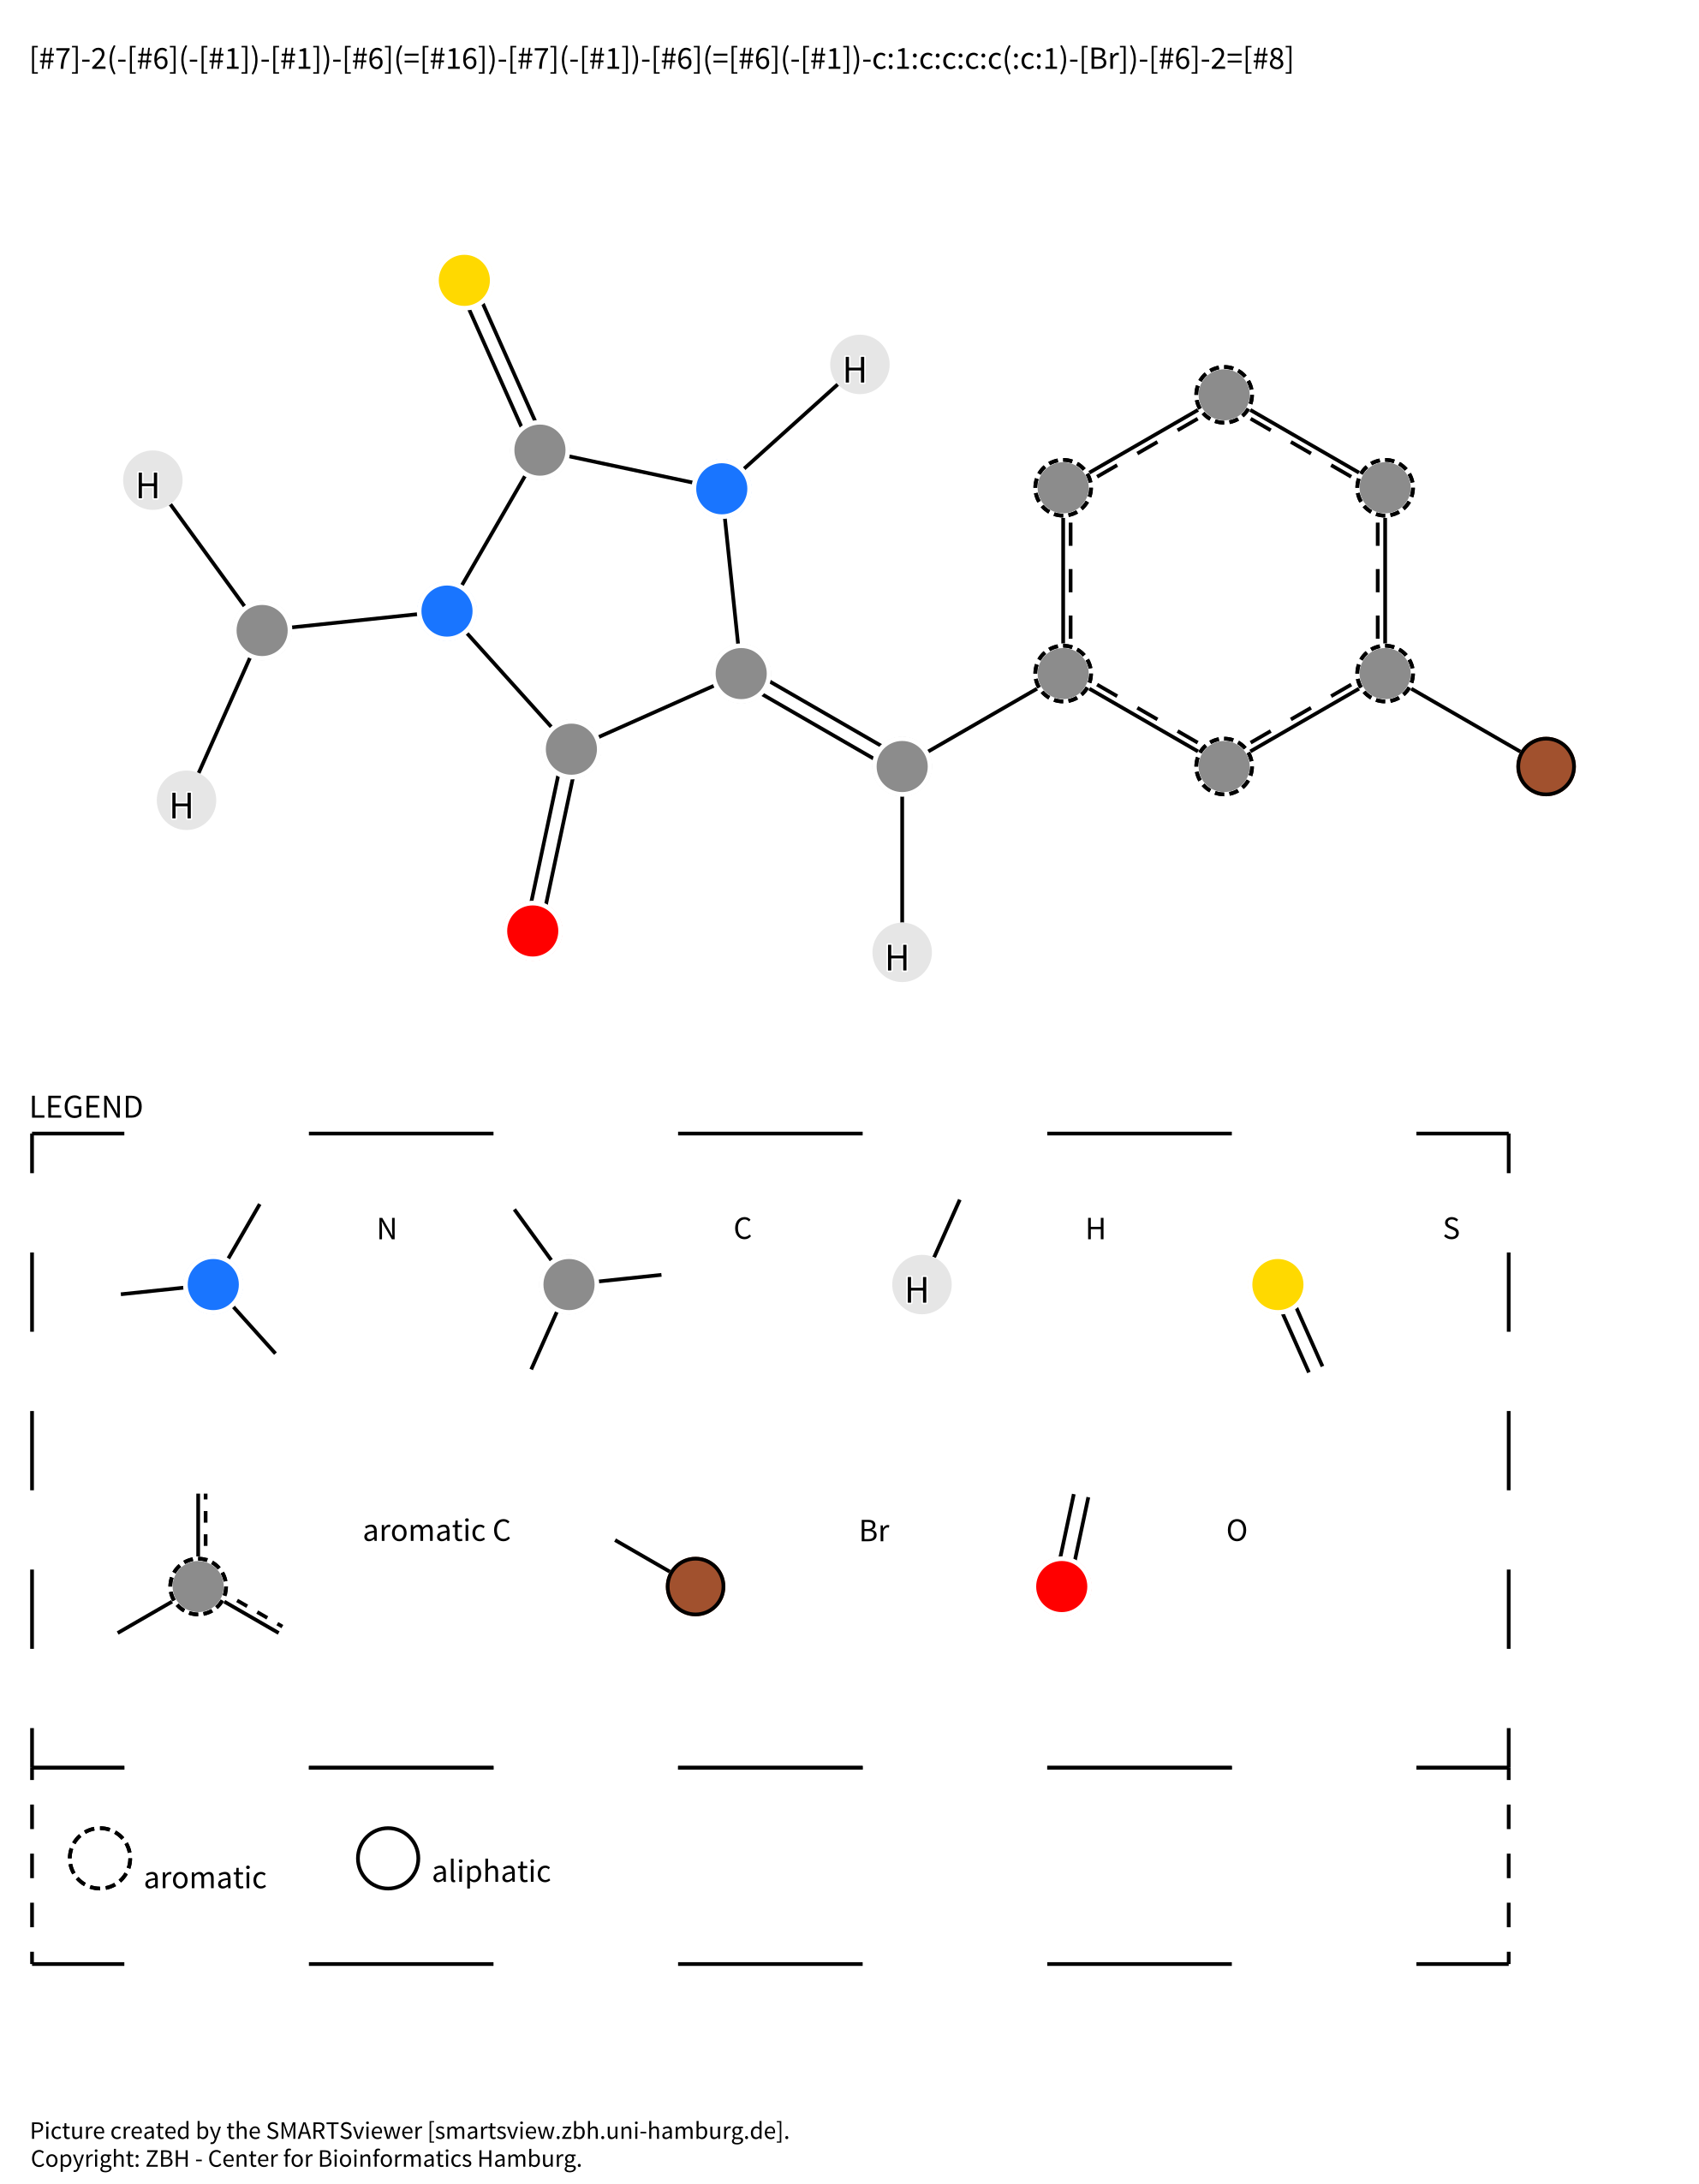 [#7]-2(-[#6](-[#1])-[#1])-[#6](=[#16])-[#7](-[#1])-[#6](=[#6](-[#1])-c:1:c:c:c:c(:c:1)-[Br])-[#6]-2=[#8]
H
H
H
H
LEGEND
N C H S
H
aromatic C Br O
aromatic aliphatic
Picture created by the SMARTSviewer [smartsview.zbh.uni-hamburg.de].
Copyright: ZBH - Center for Bioinformatics Hamburg.